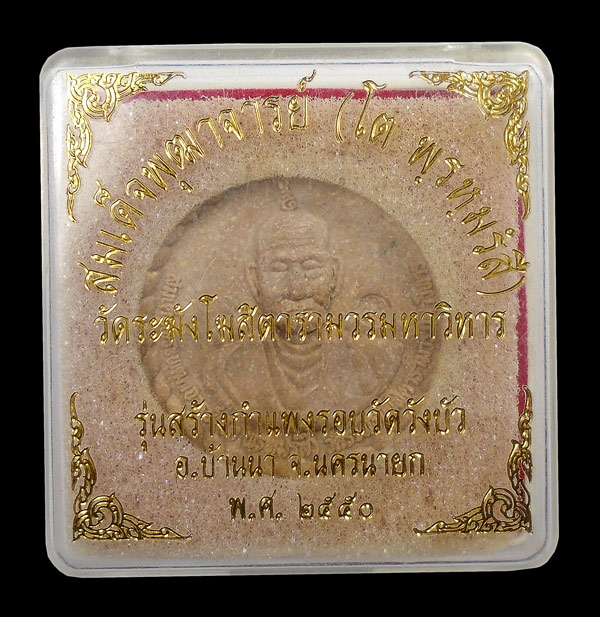 สมเด็จพุฒาจารย์ (โต พฺรหฺมรังสี)
วัดระฆังโฆสิตารามวรมหาวิหาร
รุ่นสร้างกำแพงรอบวัดวังบัว
อ.บ้านนา จ.นครนายก
พ.ศ. ๒๕๕๐